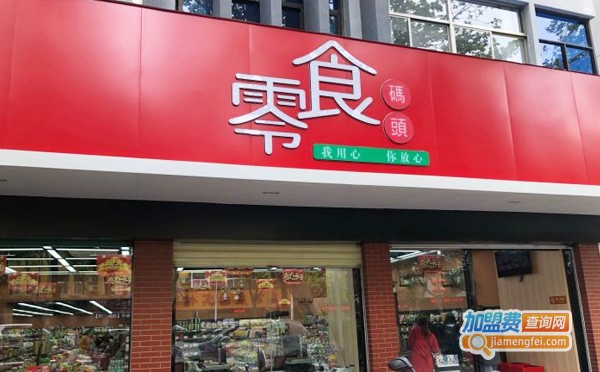 零食
碼頭
我用心 你放心
加盟费查询网
jiamengfei.com